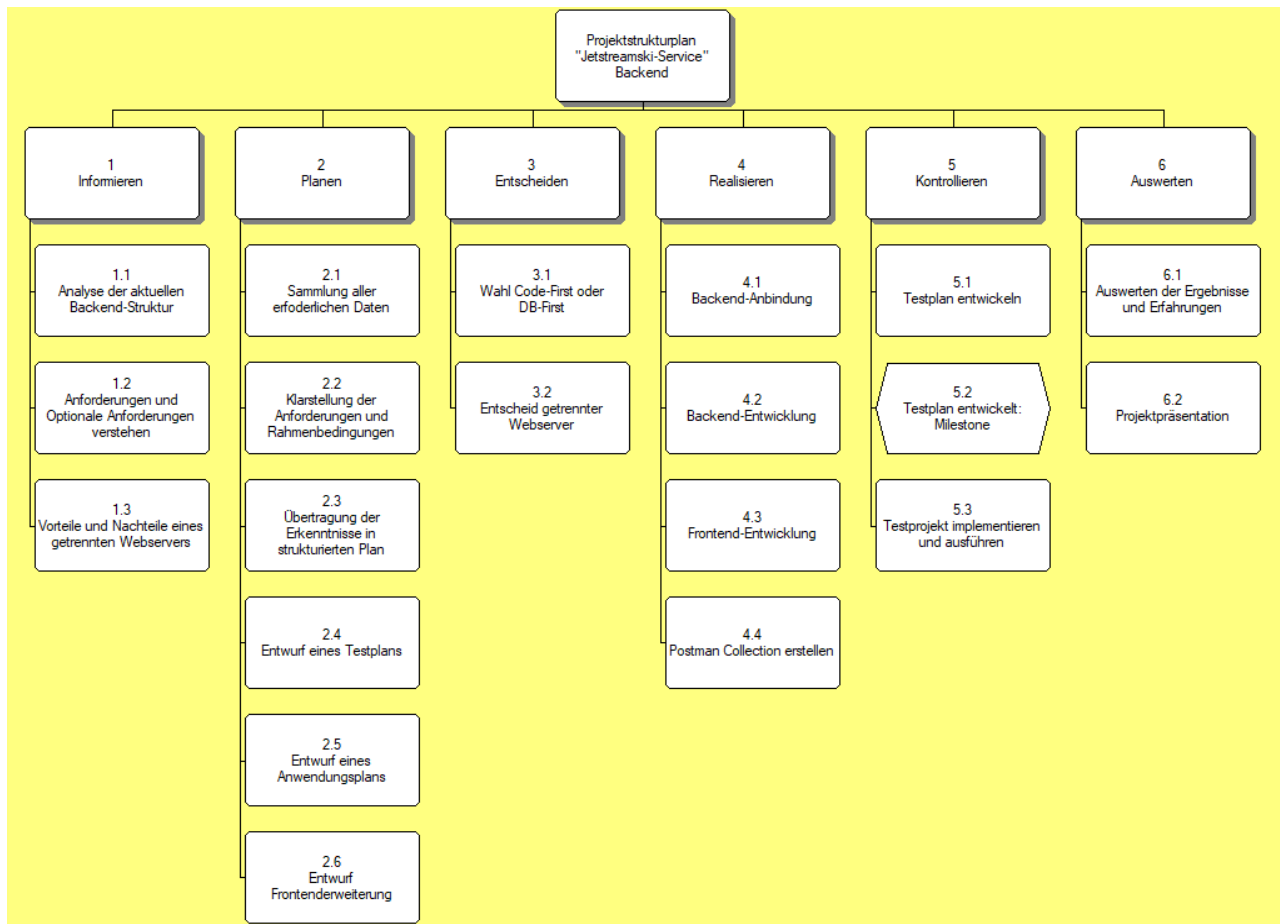 Projektstrukturplan
"Jetstreamski-Service"
Backend
1
Informieren
2
Planen
3
Entscheiden
4
Realisieren
5
Kontrollieren
6
Auswerten
1.1
Analyse der aktuellen
Backend-Struktur
1.2
Anforderungen und
Optionale Anforderungen
verstehen
1.3
Vorteile und Nachteile eines
getrennten Webservers
2.1
Sammlung aller
erfoderlichen Daten
2.2
Klarstellung der
Anforderungen und
Rahmenbedingungen
2.3
Übertragung der
Erkenntnisse in
strukturierten Plan
2.4
Entwurf eines Testplans
2.5
Entwurf eines
Anwendungsplans
2.6
Entwurf
Frontenderweiterung
3.1
Wahl Code-First oder
DB-First
3.2
Entscheid getrennter
Webserver
4.1
Backend-Anbindung
4.2
Backend-Entwicklung
4.3
Frontend-Entwicklung
4.4
Postman Collection erstellen
5.1
Testplan entwickeln
5.2
Testplan entwickelt:
Milestone
5.3
Testprojekt implementieren
und ausführen
6.1
Auswerten der Ergebnisse
und Erfahrungen
6.2
Projektpräsentation